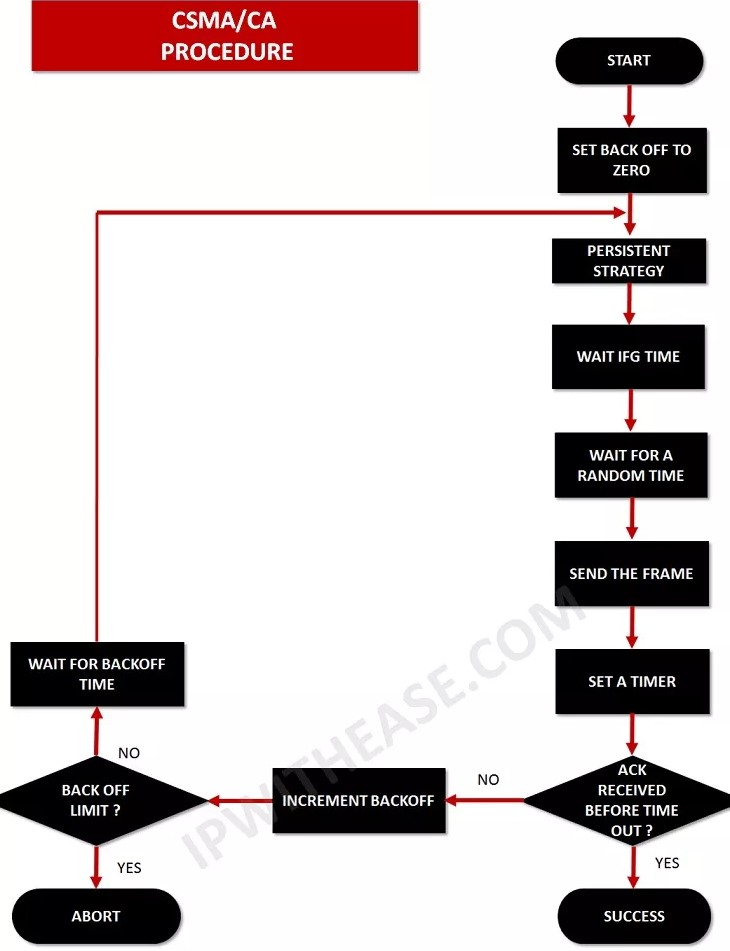 CSMA/CA
PROCEDURE
START
SET BACK OFF TO
ZERO
PERSISTENT
STRATEGY
WAIT IFG TIME
WAIT FOR A
RANDOM TIME
SEND THE FRAME
SET A TIMER
ACK
RECEIVED
BEFORE TIME
OUT ?
YES
SUCCESS
NO
INCREMENT BACKOFF
BACK OFF
LIMIT ?
NO
WAIT FOR BACKOFF
TIME
YES
ABORT
IPWITHEASE.COM